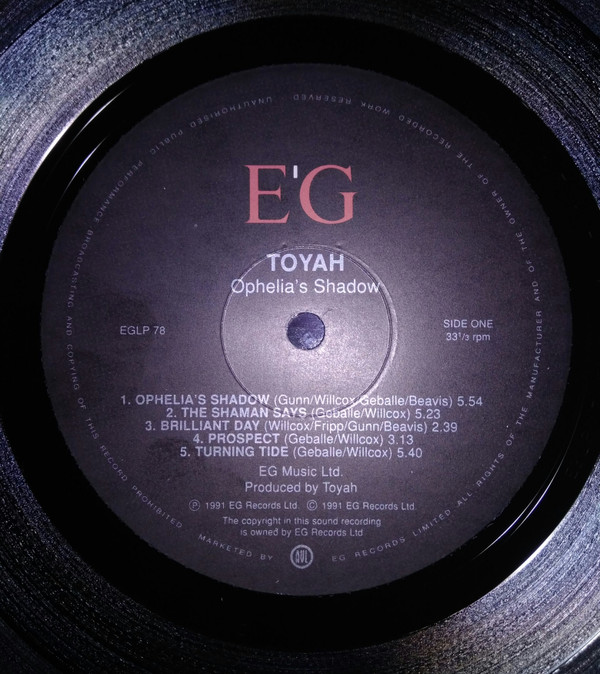 E'G
TOYAH
Ophelia's Shadow
EGLP 78
SIDE ONE
33 1/3 rpm
1. OPHELIA'S SHADOW (Gunn/Willcox/Geballe/Beavis) 5.54
2. THE SHAMAN SAYS (Geballe/Willcox) 5.23
3. BRILLIANT DAY (Willcox/Fripp/Gunn/Beavis) 2.39
4. PROSPECT (Geballe/Willcox) 3.13
5. TURNING TIDE (Geballe/Willcox) 5.40
EG Music Ltd.
Produced by Toyah
Ⓟ 1991 EG Records Ltd. © 1991 EG Records Ltd.
The copyright in this sound recording
is owned by EG Records Ltd
MARKETED BY AVL EG RECORDS LIMITED ALL RIGHTS OF THE MANUFACTURER AND OF THE OWNER OF THE RECORDED WORK RESERVED UNAUTHORISED PUBLIC PERFORMANCE BROADCASTING AND COPYING OF THIS RECORD PROHIBITED